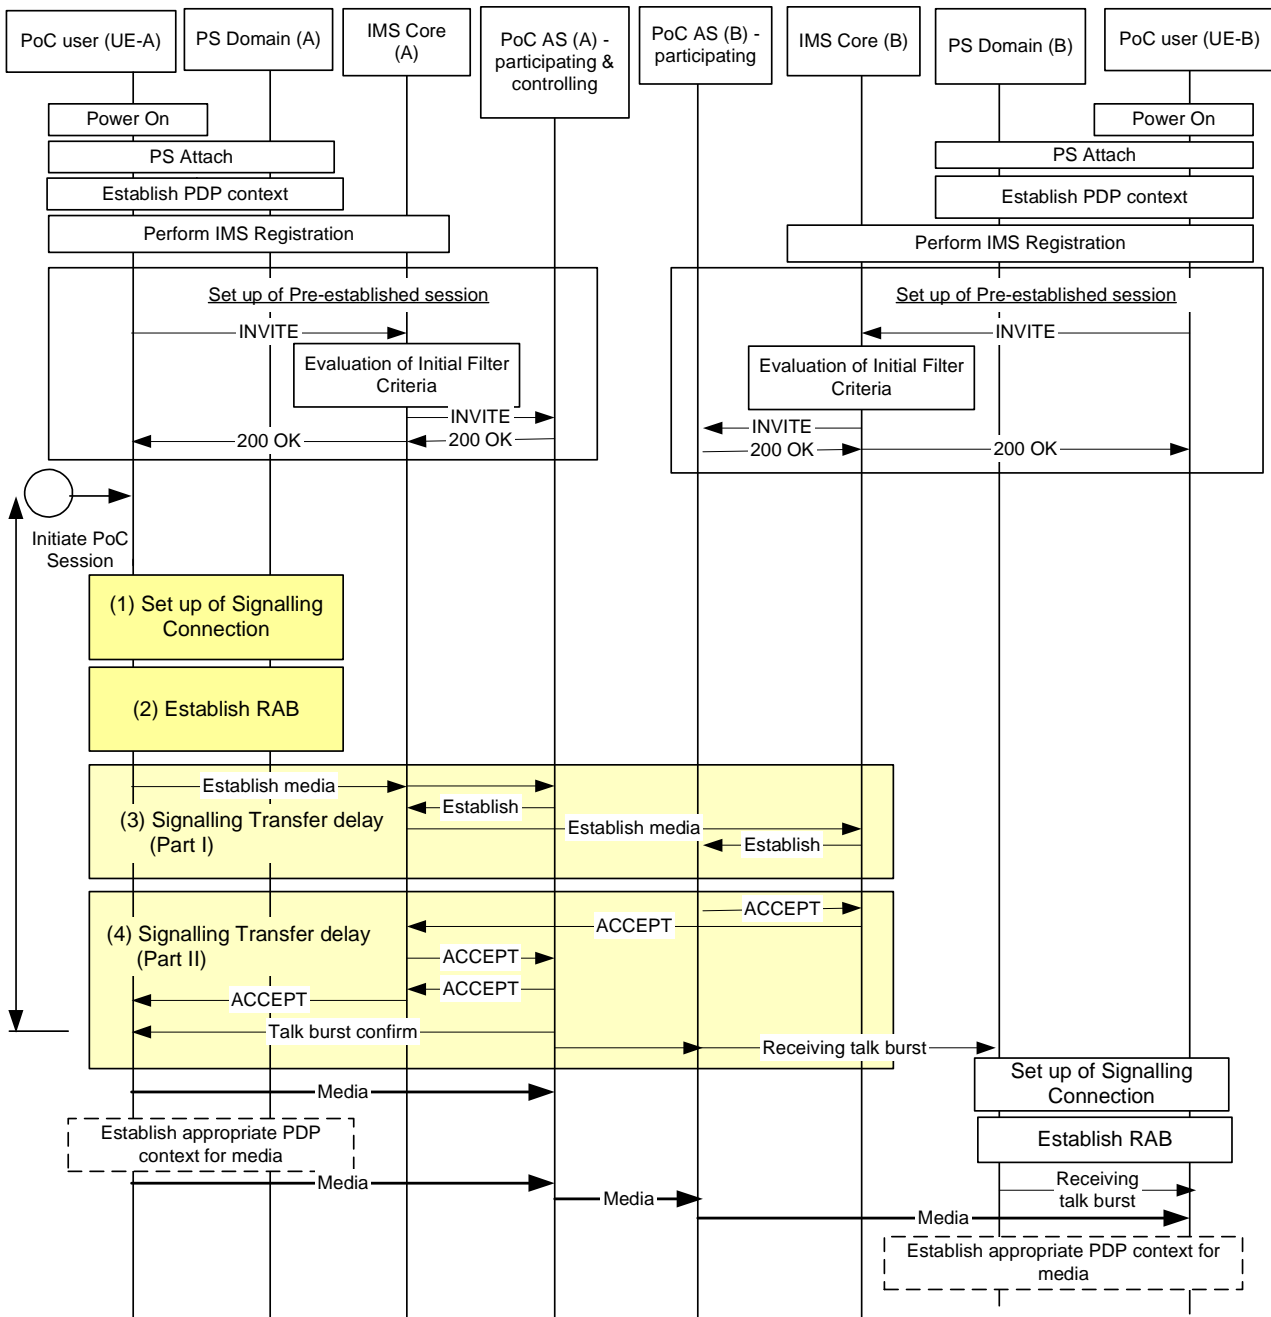 PoC user (UE-A)
PS Domain (A)
IMS Core
(A)
PoC AS (A) -
participating &
controlling
PoC AS (B) -
participating
IMS Core (B)
PS Domain (B)
PoC user (UE-B)
Power On
Power On
PS Attach
PS Attach
Establish PDP context
Establish PDP context
Perform IMS Registration
Perform IMS Registration
Set up of Pre-established session
Set up of Pre-established session
INVITE
INVITE
Evaluation of Initial Filter
Criteria
Evaluation of Initial Filter
Criteria
INVITE
INVITE
200 OK
200 OK
200 OK
200 OK
Initiate PoC
Session
(1) Set up of Signalling
Connection
(2) Establish RAB
Establish media
Establish
(3) Signalling Transfer delay
(Part I)
Establish media
Establish
ACCEPT
ACCEPT
(4) Signalling Transfer delay
(Part II)
ACCEPT
ACCEPT
ACCEPT
Talk burst confirm
Receiving talk burst
Set up of Signalling
Connection
Media
Establish appropriate PDP
context for media
Establish RAB
Media
Receiving
talk burst
Media
Media
Establish appropriate PDP context for
media